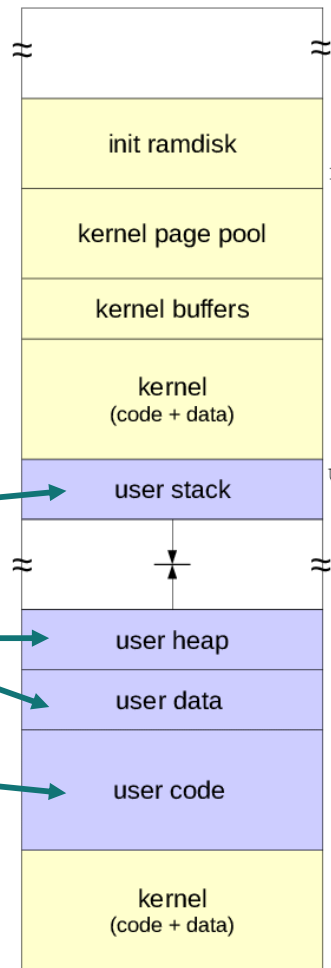 init ramdisk
kernel page pool
kernel buffers
kernel
(code + data)
user stack
user heap
user data
user code
kernel
(code + data)